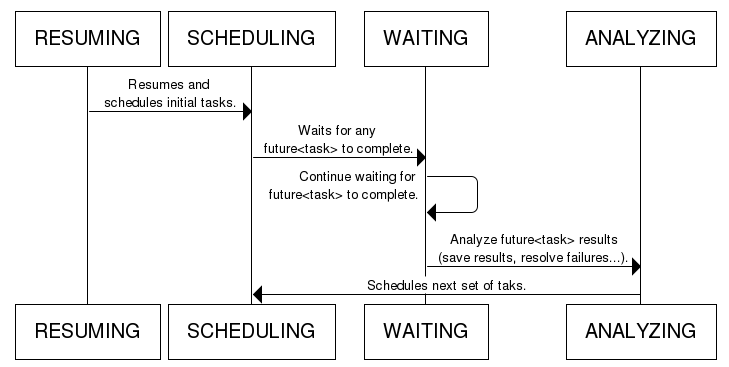 RESUMING
SCHEDULING
WAITING
ANALYZING
Resumes and
schedules initial tasks.
Waits for any
future<task> to complete.
Continue waiting for
future<task> to complete.
Analyze future<task> results
(save results, resolve failures...).
Schedules next set of taks.
RESUMING
SCHEDULING
WAITING
ANALYZING